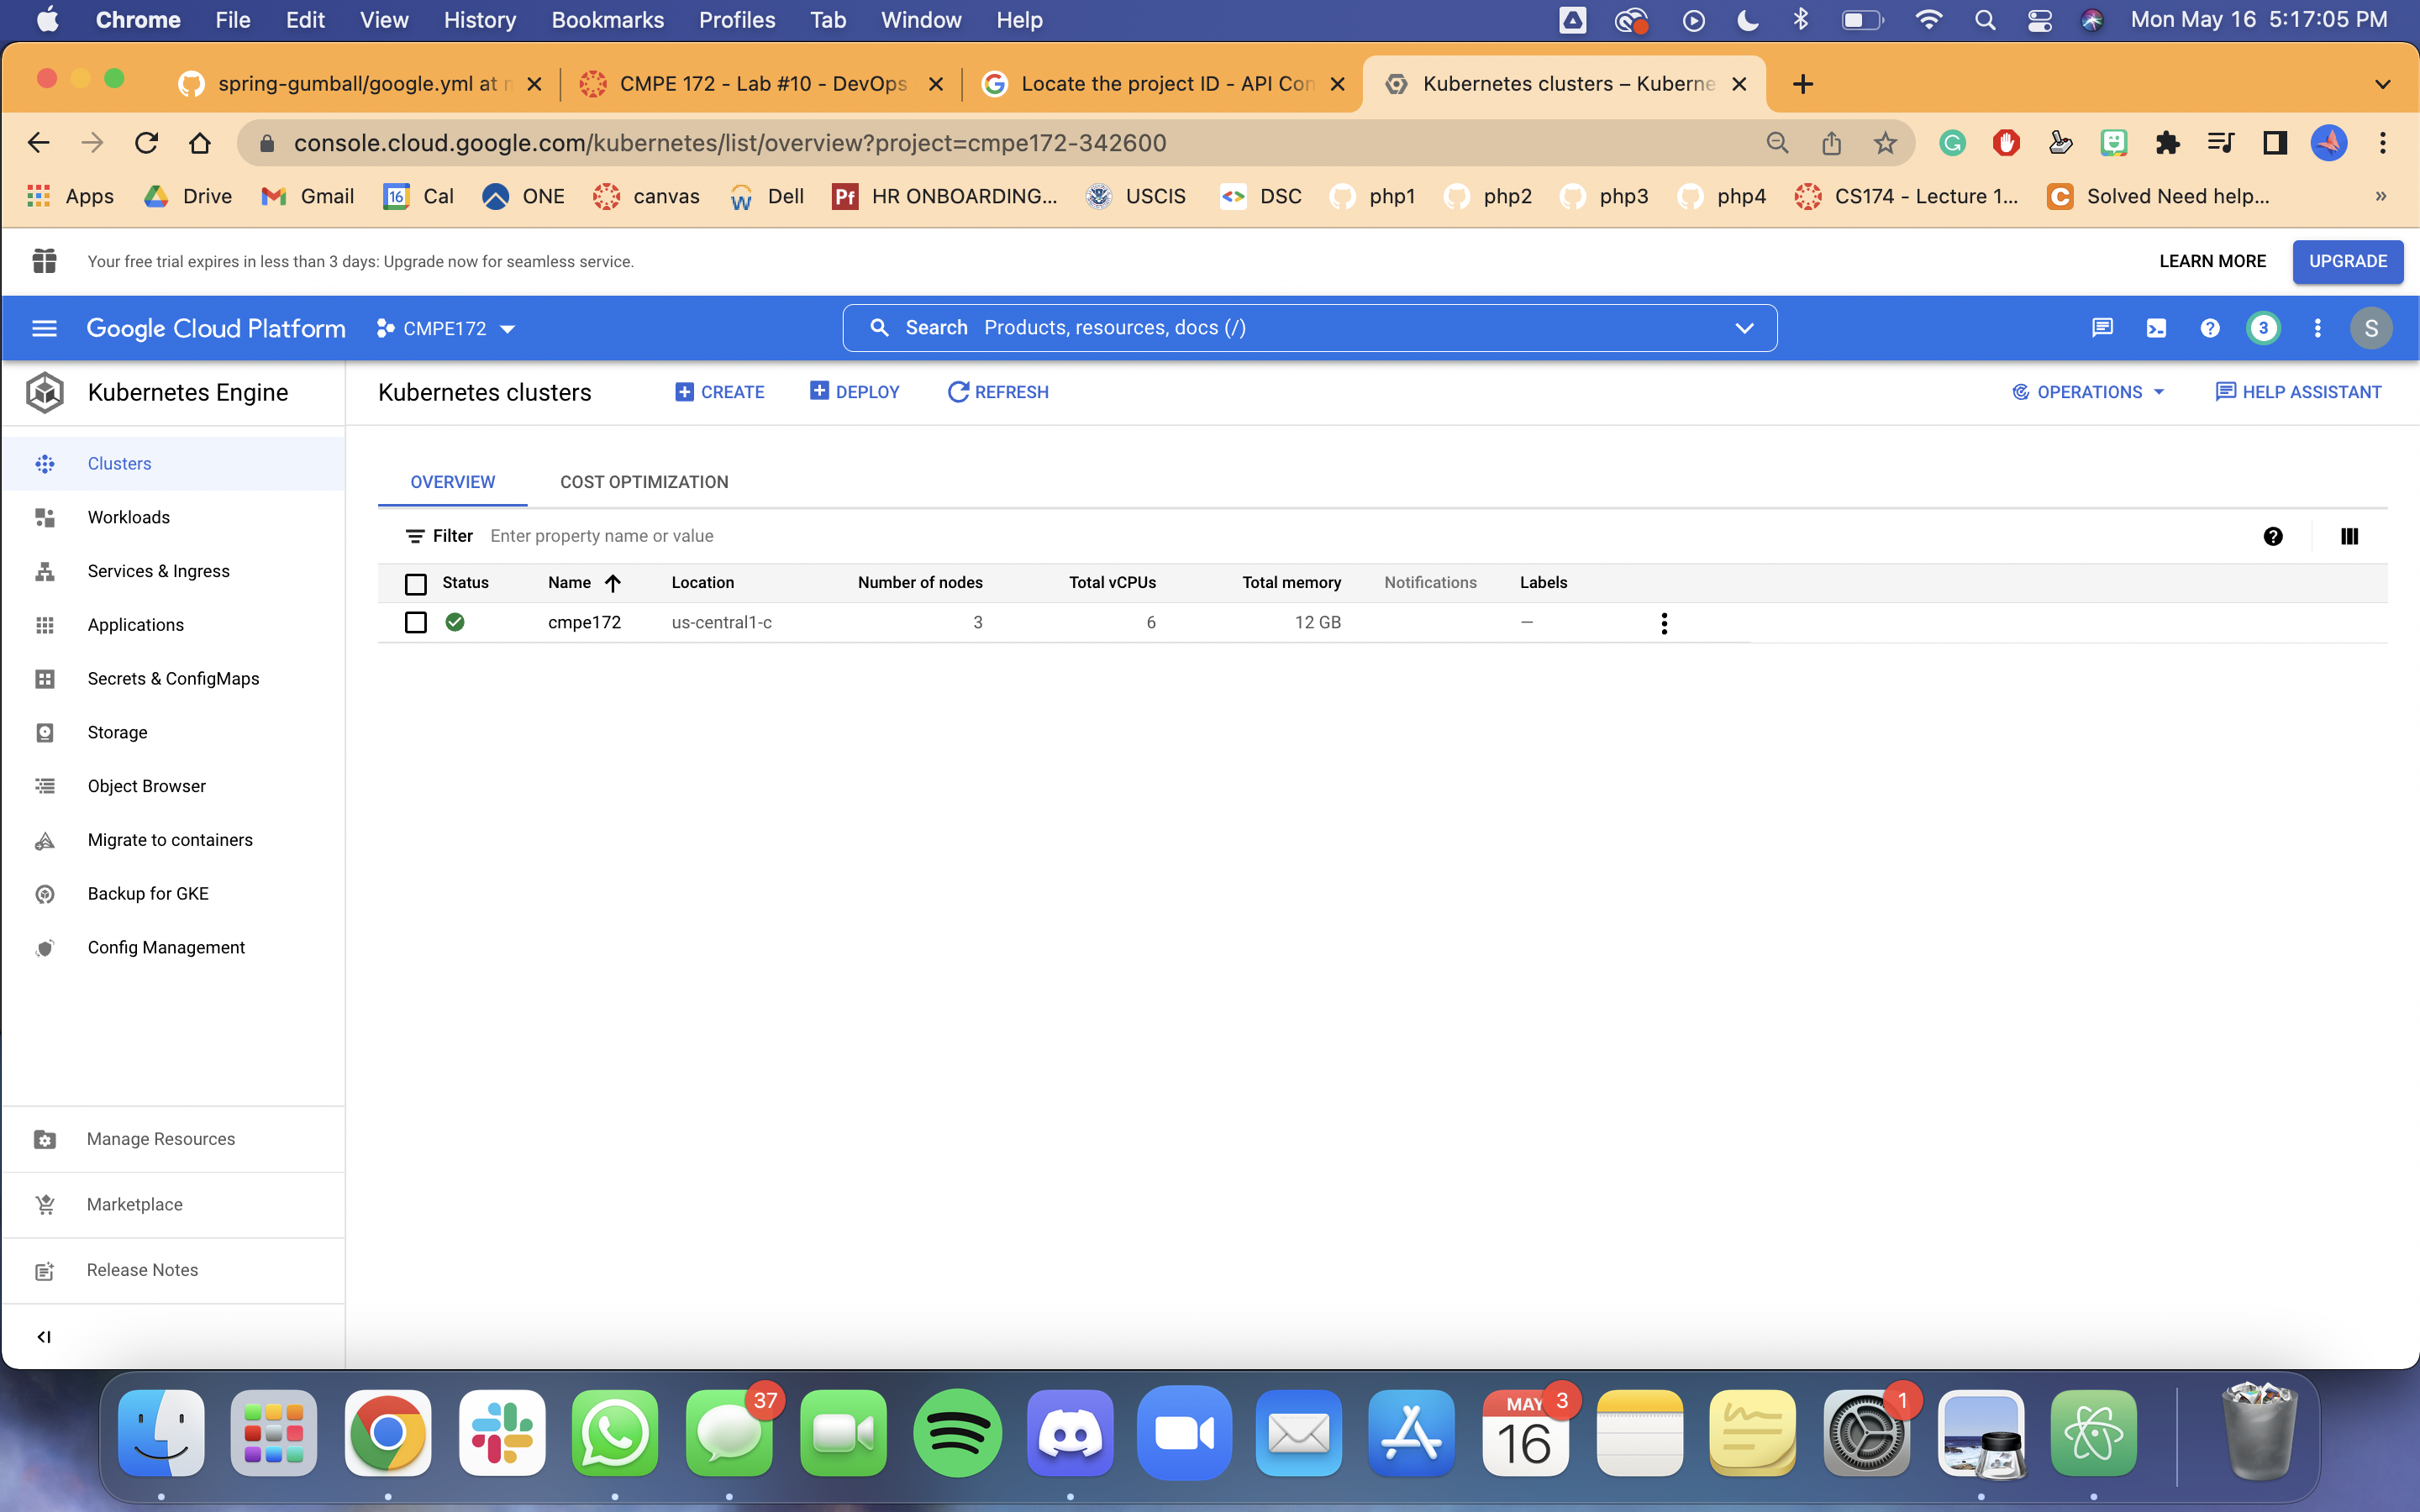 Chrome File Edit View History Bookmarks Profiles Tab Window Help Mon May 16 5:17:05 PM
spring-gumball/google.yml at CMPE 172 - Lab #10 - DevOps Locate the project ID - API Con Kubernetes clusters – Kuberne
console.cloud.google.com/kubernetes/list/overview?project=cmpe172-342600
Apps Drive Gmail 16 Cal ONE canvas Dell Pf HR ONBOARDING... USCIS DSC php1 php2 php3 php4 CS174 - Lecture 1... C Solved Need help... »
Your free trial expires in less than 3 days: Upgrade now for seamless service. LEARN MORE UPGRADE
Google Cloud Platform CMPE172 Search Products, resources, docs (/) 3 S
Kubernetes Engine
Kubernetes clusters CREATE DEPLOY REFRESH OPERATIONS HELP ASSISTANT
Clusters
Workloads
Services & Ingress
Applications
Secrets & ConfigMaps
Storage
Object Browser
Migrate to containers
Backup for GKE
Config Management
Manage Resources
Marketplace
Release Notes
OVERVIEW COST OPTIMIZATION
Filter Enter property name or value
Status Name Location Number of nodes Total vCPUs Total memory Notifications Labels
cmpe172 us-central1-c 3 6 12 GB —
37 MAY 16 3 1